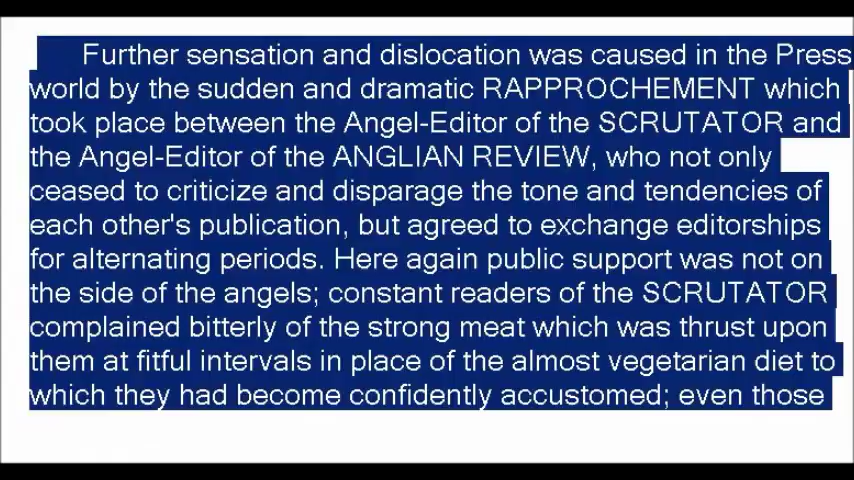 Further sensation and dislocation was caused in the Press
world by the sudden and dramatic RAPPROCHEMENT which
took place between the Angel-Editor of the SCRUTATOR and
the Angel-Editor of the ANGLIAN REVIEW, who not only
ceased to criticize and disparage the tone and tendencies of
each other's publication, but agreed to exchange editorships
for alternating periods. Here again public support was not on
the side of the angels; constant readers of the SCRUTATOR
complained bitterly of the strong meat which was thrust upon
them at fitful intervals in place of the almost vegetarian diet to
which they had become confidently accustomed; even those